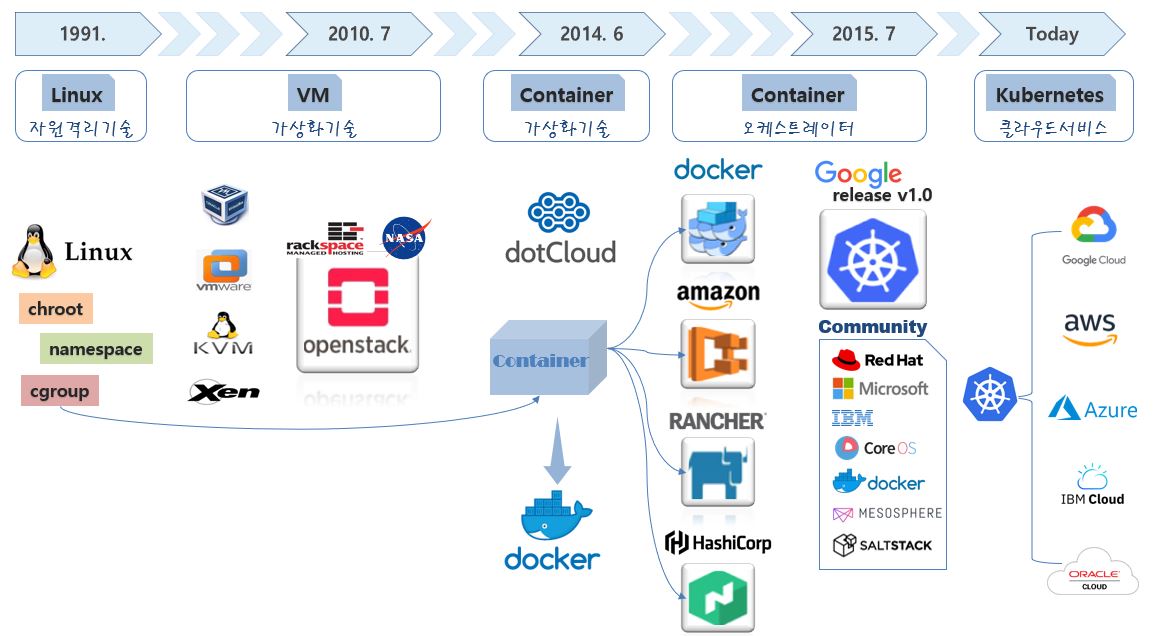 1991.
2010. 7
2014. 6
2015. 7
Today
Linux
자원격리기술
VM
가상화기술
Container
가상화기술
Container
오케스트레이터
Kubernetes
클라우드서비스
Linux
chroot
namespace
cgroup
vmware
KVM
Xen
rackspace
MANAGED HOSTING
NASA
openstack.
dotCloud
Container
docker
docker
amazon
RANCHER
HashiCorp
Google
release v1.0
Community
Red Hat
Microsoft
IBM
Core OS
docker
MESOSPHERE
SALTSTACK
Google Cloud
aws
Azure
IBM Cloud
ORACLE
CLOUD